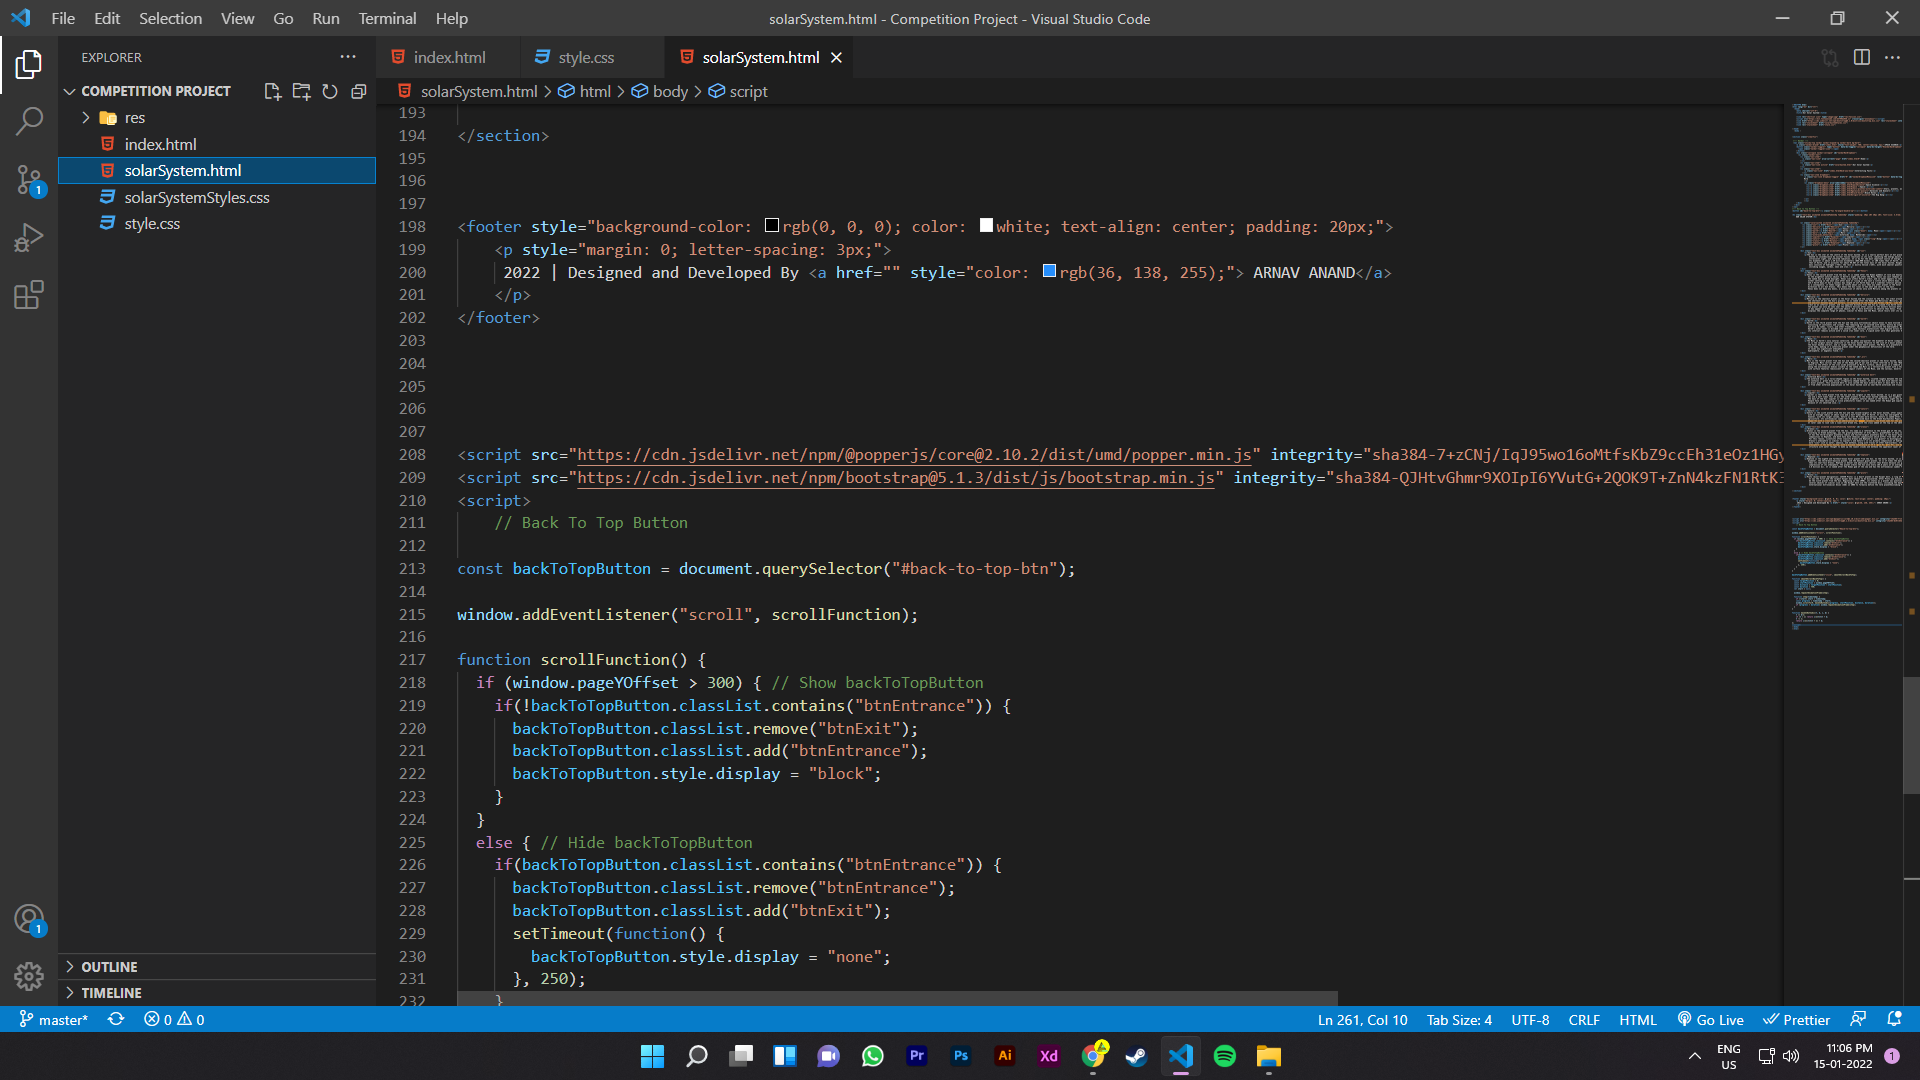 File Edit Selection View Go Run Terminal Help
solarSystem.html - Competition Project - Visual Studio Code
EXPLORER
index.html
style.css
solarSystem.html
COMPETITION PROJECT
solarSystem.html > html > body > script
res
index.html
solarSystem.html
solarSystemStyles.css
style.css
193
194 </section>
195
196
197
198 <footer style="background-color: rgb(0, 0, 0); color: white; text-align: center; padding: 20px;">
199 <p style="margin: 0; letter-spacing: 3px;">
200 2022 | Designed and Developed By <a href="" style="color: rgb(36, 138, 255);"> ARNAV ANAND</a>
201 </p>
202 </footer>
203
204
205
206
207
208 <script src="https://cdn.jsdelivr.net/npm/@popperjs/core@2.10.2/dist/umd/popper.min.js" integrity="sha384-7+zCNj/IqJ95wo16oMtfsKbZ9ccEh31eOz1HGy
209 <script src="https://cdn.jsdelivr.net/npm/bootstrap@5.1.3/dist/js/bootstrap.min.js" integrity="sha384-QJHtvGhmr9XOIpI6YVutG+2QOK9T+ZnN4kzFN1RtK3
210 <script>
211 // Back To Top Button
212
213 const backToTopButton = document.querySelector("#back-to-top-btn");
214
215 window.addEventListener("scroll", scrollFunction);
216
217 function scrollFunction() {
218 if (window.pageYOffset > 300) { // Show backToTopButton
219 if(!backToTopButton.classList.contains("btnEntrance")) {
220 backToTopButton.classList.remove("btnExit");
221 backToTopButton.classList.add("btnEntrance");
222 backToTopButton.style.display = "block";
223 }
224 }
225 else { // Hide backToTopButton
226 if(backToTopButton.classList.contains("btnEntrance")) {
227 backToTopButton.classList.remove("btnEntrance");
228 backToTopButton.classList.add("btnExit");
229 setTimeout(function() {
230 backToTopButton.style.display = "none";
231 }, 250);
232 }
1
1
OUTLINE
TIMELINE
master* 0 0
Ln 261, Col 10 Tab Size: 4 UTF-8 CRLF HTML Go Live Prettier
Pr Ps Ai Xd
ENG US
11:06 PM
15-01-2022
1